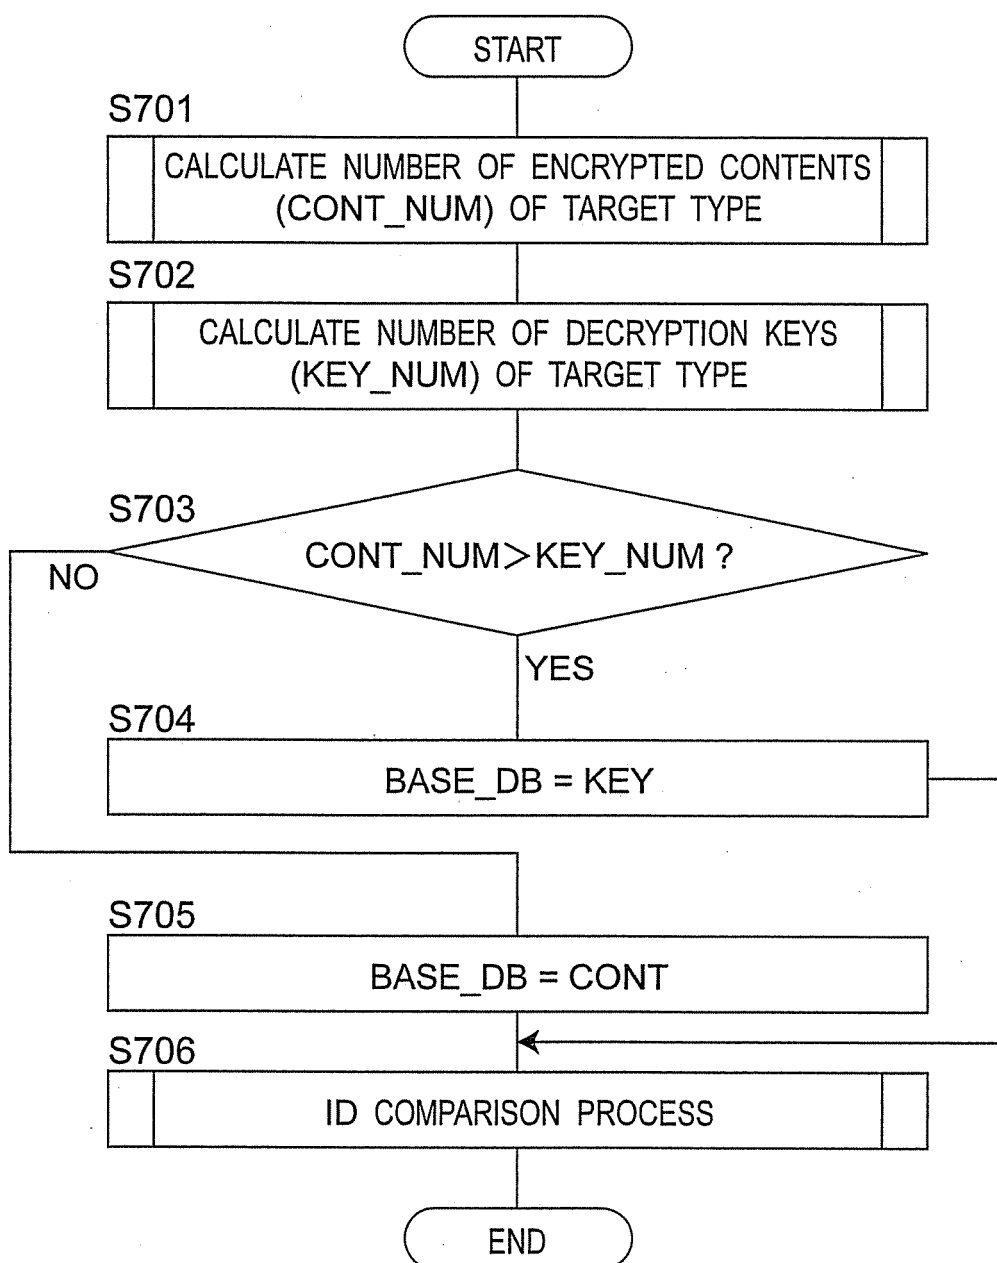 START
S701
CALCULATE NUMBER OF ENCRYPTED CONTENTS
(CONT_NUM) OF TARGET TYPE
S702
CALCULATE NUMBER OF DECRYPTION KEYS
(KEY_NUM) OF TARGET TYPE
S703
CONT_NUM>KEY_NUM ?
NO
YES
S704
BASE_DB = KEY
S705
BASE_DB = CONT
S706
ID COMPARISON PROCESS
END